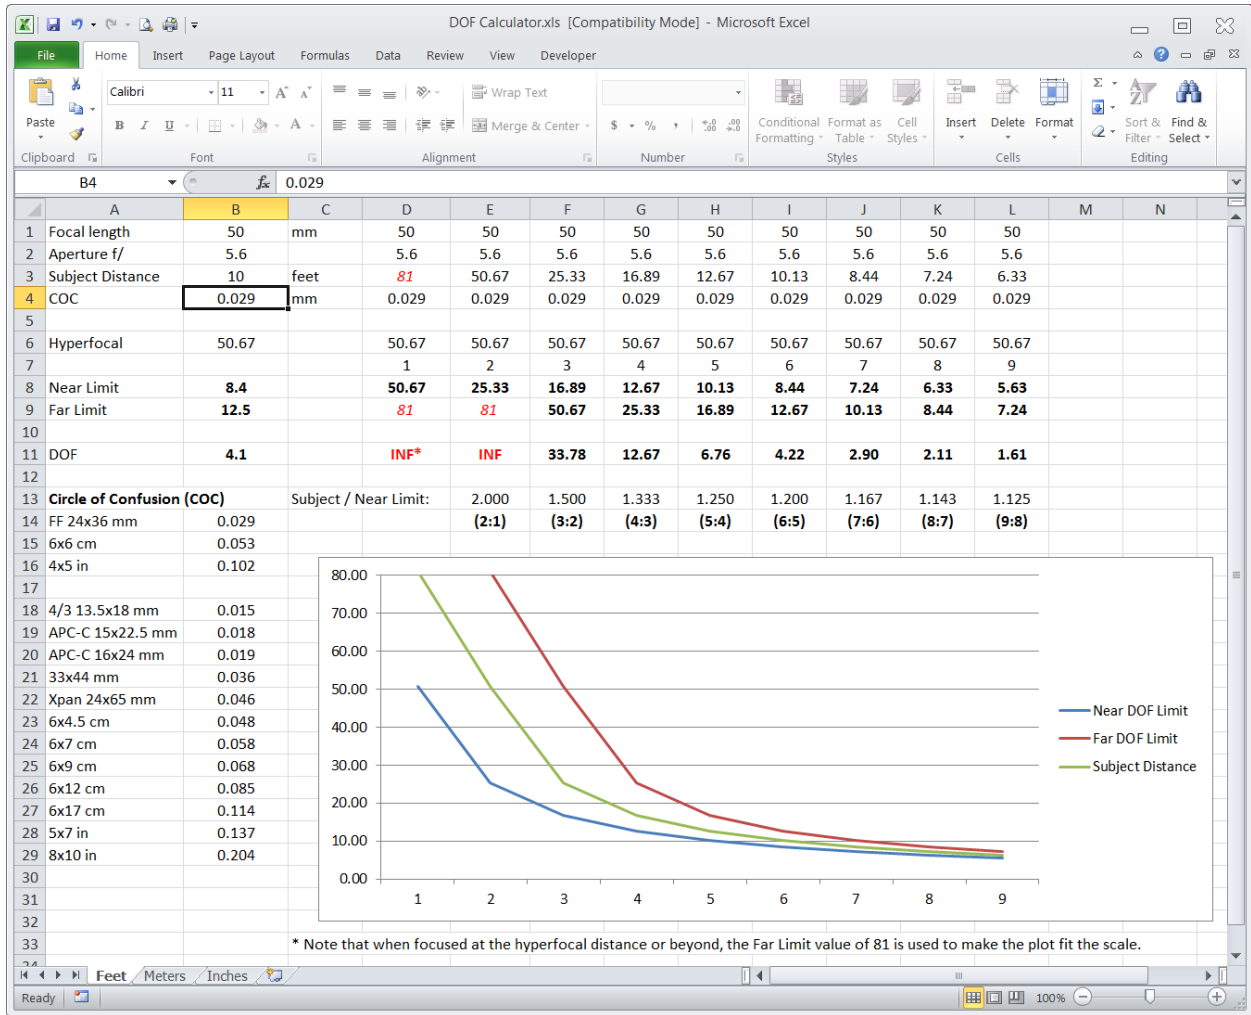 DOF Calculator.xls [Compatibility Mode] - Microsoft Excel
File Home Insert Page Layout Formulas Data Review View Developer
Calibri 11 A A Wrap Text
Paste B I U A Merge & Center $ % , .00 .00 Conditional Formatting Format as Table Cell Styles Insert Delete Format Σ Sort & Filter Find & Select
Clipboard Font Alignment Number Styles Cells Editing
B4 fx 0.029
A B C D E F G H I J K L M N
1 Focal length 50 mm 50 50 50 50 50 50 50 50 50
2 Aperture f/ 5.6 5.6 5.6 5.6 5.6 5.6 5.6 5.6 5.6 5.6
3 Subject Distance 10 feet 81 50.67 25.33 16.89 12.67 10.13 8.44 7.24 6.33
4 COC 0.029 mm 0.029 0.029 0.029 0.029 0.029 0.029 0.029 0.029 0.029
5
6 Hyperfocal 50.67 50.67 50.67 50.67 50.67 50.67 50.67 50.67 50.67 50.67
7 1 2 3 4 5 6 7 8 9
8 Near Limit 8.4 50.67 25.33 16.89 12.67 10.13 8.44 7.24 6.33 5.63
9 Far Limit 12.5 81 81 50.67 25.33 16.89 12.67 10.13 8.44 7.24
10
11 DOF 4.1 INF* INF 33.78 12.67 6.76 4.22 2.90 2.11 1.61
12
13 Circle of Confusion (COC) Subject / Near Limit: 2.000 1.500 1.333 1.250 1.200 1.167 1.143 1.125
14 FF 24x36 mm 0.029 (2:1) (3:2) (4:3) (5:4) (6:5) (7:6) (8:7) (9:8)
15 6x6 cm 0.053
16 4x5 in 0.102
17
18 4/3 13.5x18 mm 0.015
19 APC-C 15x22.5 mm 0.018
20 APC-C 16x24 mm 0.019
21 33x44 mm 0.036
22 Xpan 24x65 mm 0.046
23 6x4.5 cm 0.048
24 6x7 cm 0.058
25 6x9 cm 0.068
26 6x12 cm 0.085
27 6x17 cm 0.114
28 5x7 in 0.137
29 8x10 in 0.204
30
31
32
33
80.00
70.00
60.00
50.00
40.00
30.00
20.00
10.00
0.00
1 2 3 4 5 6 7 8 9
Near DOF Limit
Far DOF Limit
Subject Distance
* Note that when focused at the hyperfocal distance or beyond, the Far Limit value of 81 is used to make the plot fit the scale.
Feet Meters Inches
Ready 100%